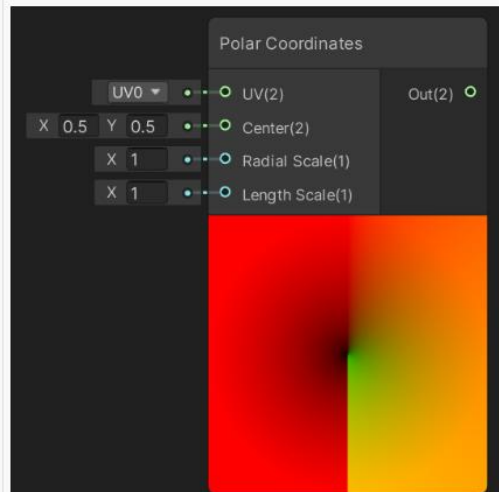 Polar Coordinates
UV0 UV(2) Out(2)
X 0.5 Y 0.5 Center(2)
X 1 Radial Scale(1)
X 1 Length Scale(1)